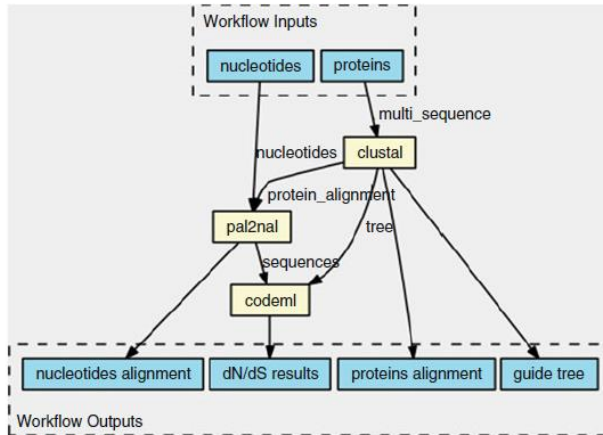 Workflow Inputs
nucleotides
proteins
multi_sequence
clustal
nucleotides
protein_alignment
tree
pal2nal
sequences
codeml
nucleotides alignment
dN/dS results
proteins alignment
guide tree
Workflow Outputs